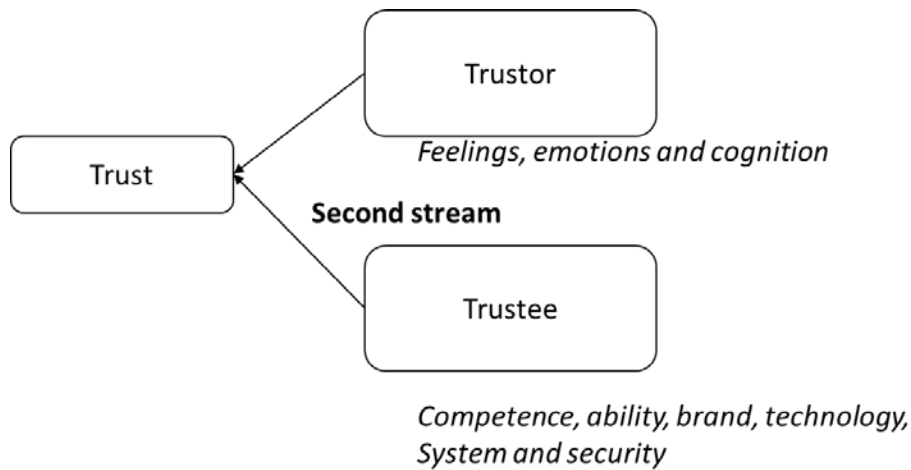 Trustor
Feelings, emotions and cognition
Trust
Second stream
Trustee
Competence, ability, brand, technology,
System and security